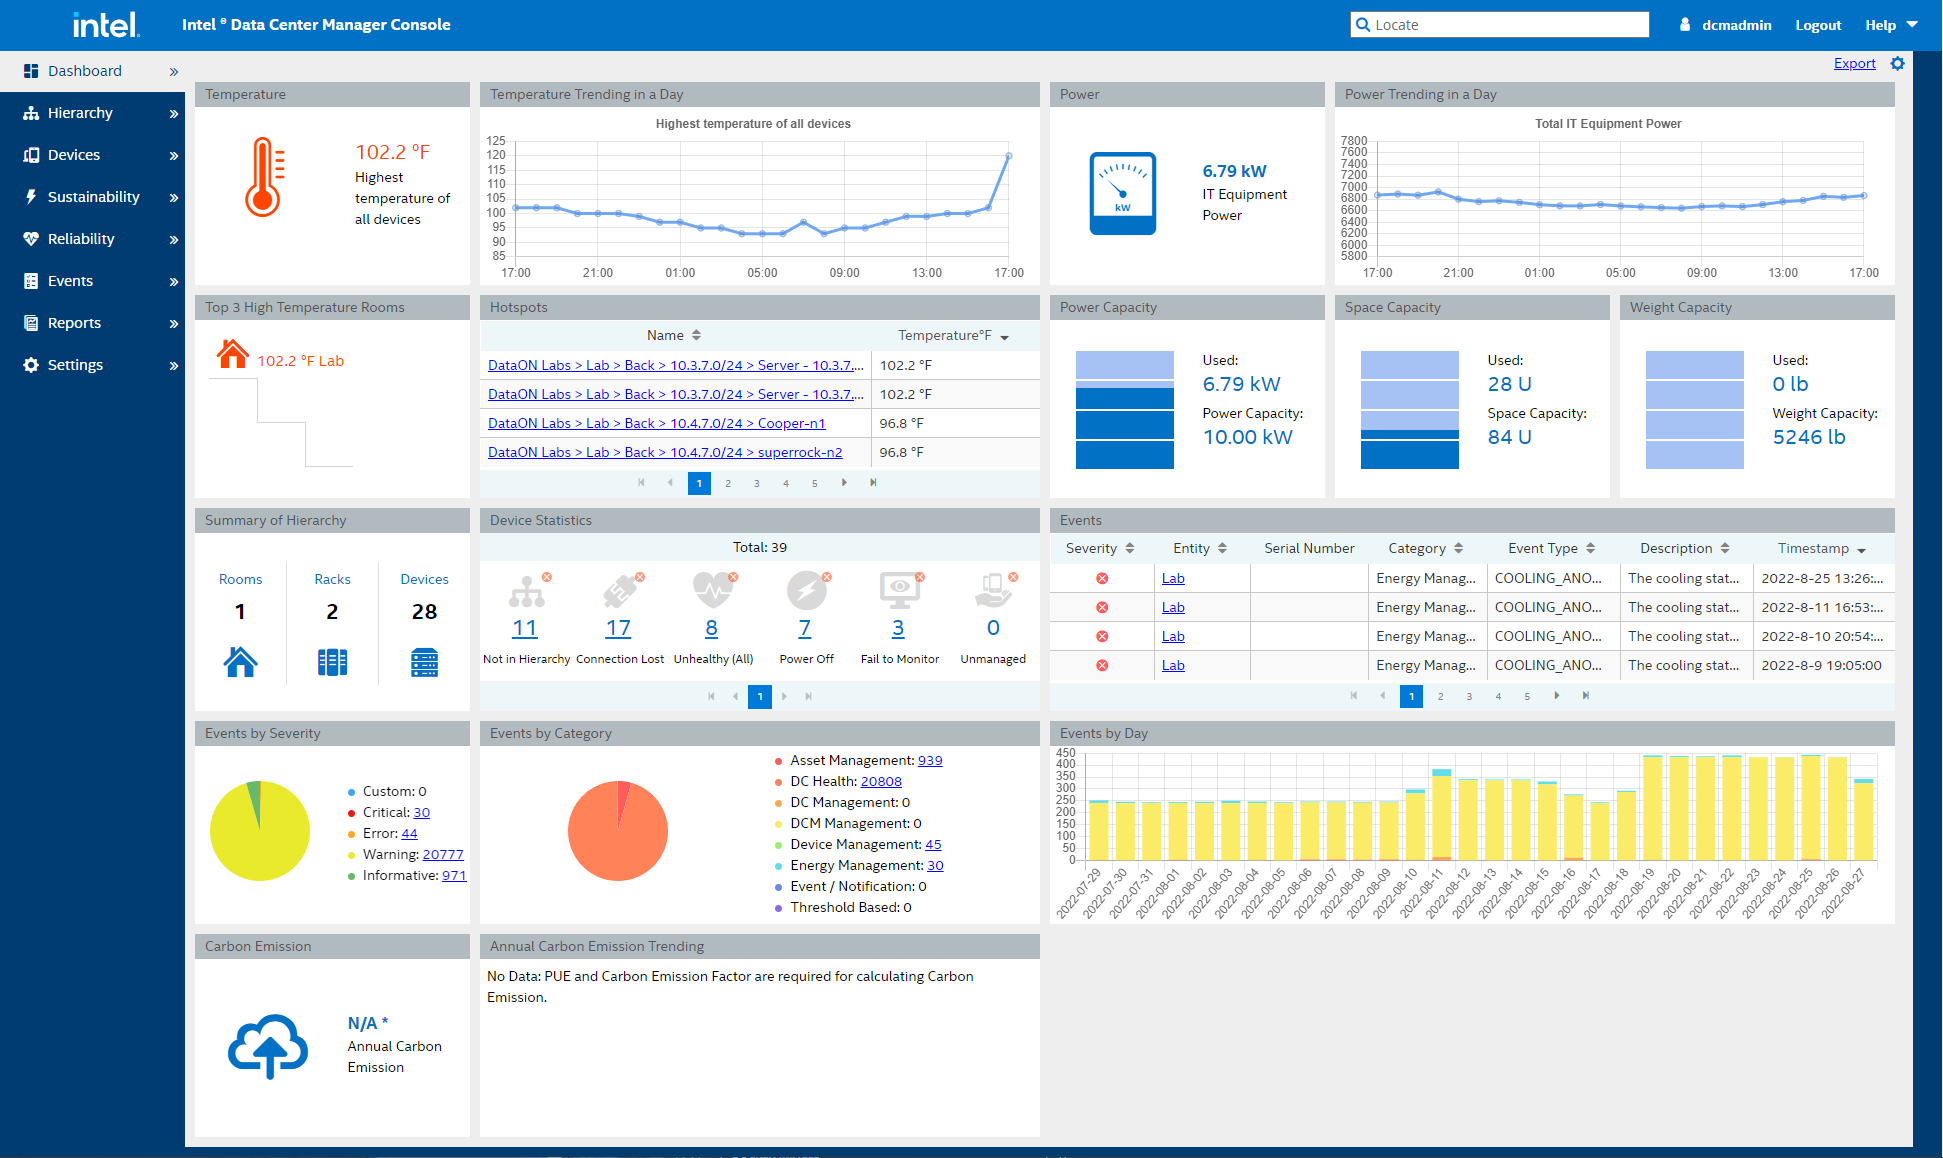 intel.
Intel ® Data Center Manager Console
Locate
dcmadmin
Logout
Help
Dashboard
Hierarchy
Devices
Sustainability
Reliability
Events
Reports
Settings
Export
Temperature
102.2 °F
Highest
temperature of
all devices
Temperature Trending in a Day
Highest temperature of all devices
125
120
115
110
105
100
95
90
85
17:00 21:00 01:00 05:00 09:00 13:00 17:00
Power
kW
6.79 kW
IT Equipment
Power
Power Trending in a Day
Total IT Equipment Power
7800
7600
7400
7200
7000
6800
6600
6400
6200
6000
5800
17:00 21:00 01:00 05:00 09:00 13:00 17:00
Top 3 High Temperature Rooms
102.2 °F Lab
Hotspots
Name Temperature°F
DataON Labs > Lab > Back > 10.3.7.0/24 > Server - 10.3.7.... 102.2 °F
DataON Labs > Lab > Back > 10.3.7.0/24 > Server - 10.3.7.... 102.2 °F
DataON Labs > Lab > Back > 10.4.7.0/24 > Cooper-n1 96.8 °F
DataON Labs > Lab > Back > 10.4.7.0/24 > superrock-n2 96.8 °F
1 2 3 4 5
Power Capacity
Used:
6.79 kW
Power Capacity:
10.00 kW
Space Capacity
Used:
28 U
Space Capacity:
84 U
Weight Capacity
Used:
0 lb
Weight Capacity:
5246 lb
Summary of Hierarchy
Rooms Racks Devices
1 2 28
Device Statistics
Total: 39
11 17 8 7 3 0
Not in Hierarchy Connection Lost Unhealthy (All) Power Off Fail to Monitor Unmanaged
1
Events
Severity Entity Serial Number Category Event Type Description Timestamp
Lab Energy Manag... COOLING_ANO... The cooling stat... 2022-8-25 13:26:...
Lab Energy Manag... COOLING_ANO... The cooling stat... 2022-8-11 16:53:...
Lab Energy Manag... COOLING_ANO... The cooling stat... 2022-8-10 20:54:...
Lab Energy Manag... COOLING_ANO... The cooling stat... 2022-8-9 19:05:00
1 2 3 4 5
Events by Severity
Custom: 0
Critical: 30
Error: 44
Warning: 20777
Informative: 971
Events by Category
Asset Management: 939
DC Health: 20808
DC Management: 0
DCM Management: 0
Device Management: 45
Energy Management: 30
Event / Notification: 0
Threshold Based: 0
Events by Day
450
400
350
300
250
200
150
100
50
0
2022-07-29 2022-07-30 2022-07-31 2022-08-01 2022-08-02 2022-08-03 2022-08-04 2022-08-05 2022-08-06 2022-08-07 2022-08-08 2022-08-09 2022-08-10 2022-08-11 2022-08-12 2022-08-13 2022-08-14 2022-08-15 2022-08-16 2022-08-17 2022-08-18 2022-08-19 2022-08-20 2022-08-21 2022-08-22 2022-08-23 2022-08-24 2022-08-25 2022-08-26 2022-08-27
Carbon Emission
N/A *
Annual Carbon
Emission
Annual Carbon Emission Trending
No Data: PUE and Carbon Emission Factor are required for calculating Carbon
Emission.